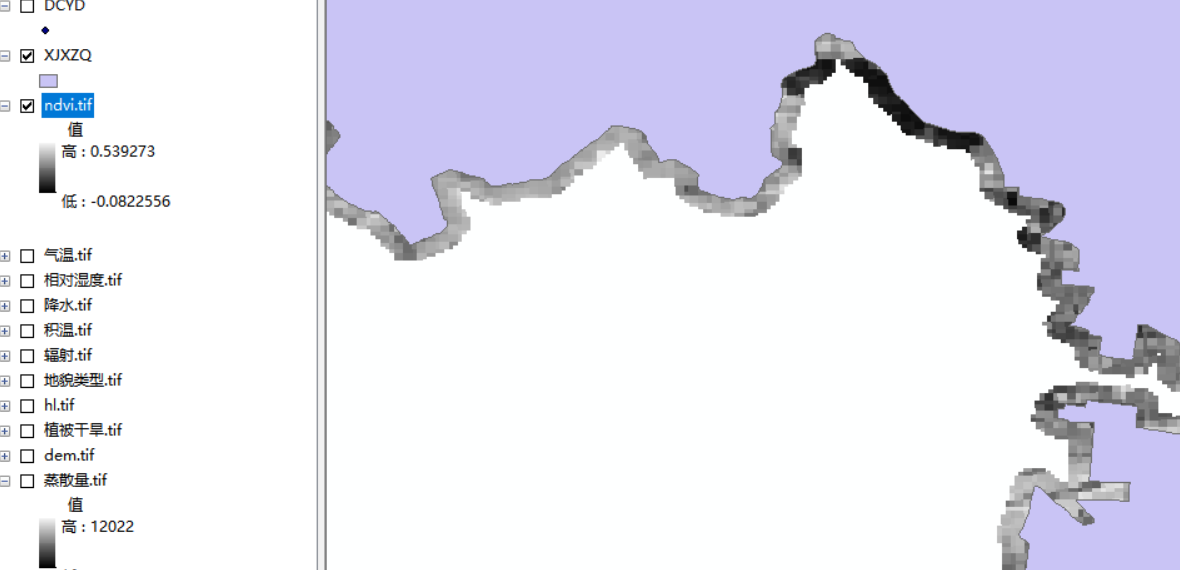 DCYD
XJXZQ
ndvi.tif
值
高 : 0.539273
低 : -0.0822556
气温.tif
相对湿度.tif
降水.tif
积温.tif
辐射.tif
地貌类型.tif
hl.tif
植被干旱.tif
dem.tif
蒸散量.tif
值
高 : 12022